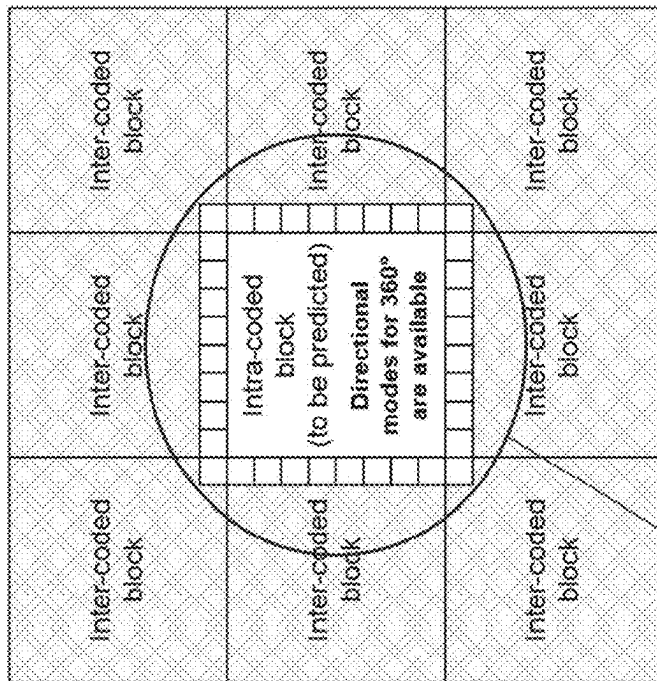 Inter-coded
block
Inter-coded
block
Inter-coded
block
Inter-coded
block
Intra-coded
block
(to be predicted)
Directional
modes for 360°
are available
Inter-coded
block
Inter-coded
block
Inter-coded
block
Inter-coded
block